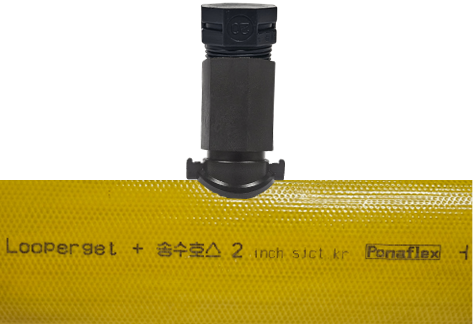 Looperget + 송수호스 2 inch sjct kr Ponaflex